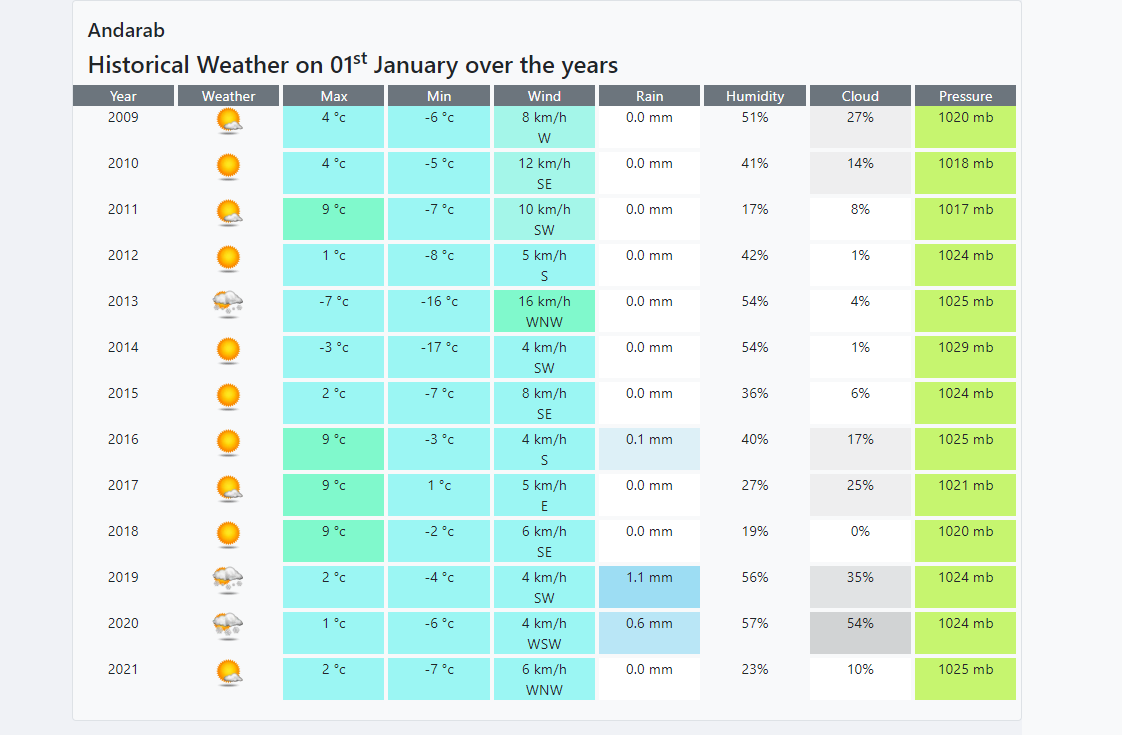 Andarab
Historical Weather on 01st January over the years
Year Weather Max Min Wind Rain Humidity Cloud Pressure
2009 4 °c -6 °c 8 km/h 0.0 mm 51% 27% 1020 mb
W
2010 4 °c -5 °c 12 km/h 0.0 mm 41% 14% 1018 mb
SE
2011 9 °c -7 °c 10 km/h 0.0 mm 17% 8% 1017 mb
SW
2012 1 °c -8 °c 5 km/h 0.0 mm 42% 1% 1024 mb
S
2013 -7 °c -16 °c 16 km/h 0.0 mm 54% 4% 1025 mb
WNW
2014 -3 °c -17 °c 4 km/h 0.0 mm 54% 1% 1029 mb
SW
2015 2 °c -7 °c 8 km/h 0.0 mm 36% 6% 1024 mb
SE
2016 9 °c -3 °c 4 km/h 0.1 mm 40% 17% 1025 mb
S
2017 9 °c 1 °c 5 km/h 0.0 mm 27% 25% 1021 mb
E
2018 9 °c -2 °c 6 km/h 0.0 mm 19% 0% 1020 mb
SE
2019 2 °c -4 °c 4 km/h 1.1 mm 56% 35% 1024 mb
SW
2020 1 °c -6 °c 4 km/h 0.6 mm 57% 54% 1024 mb
WSW
2021 2 °c -7 °c 6 km/h 0.0 mm 23% 10% 1025 mb
WNW